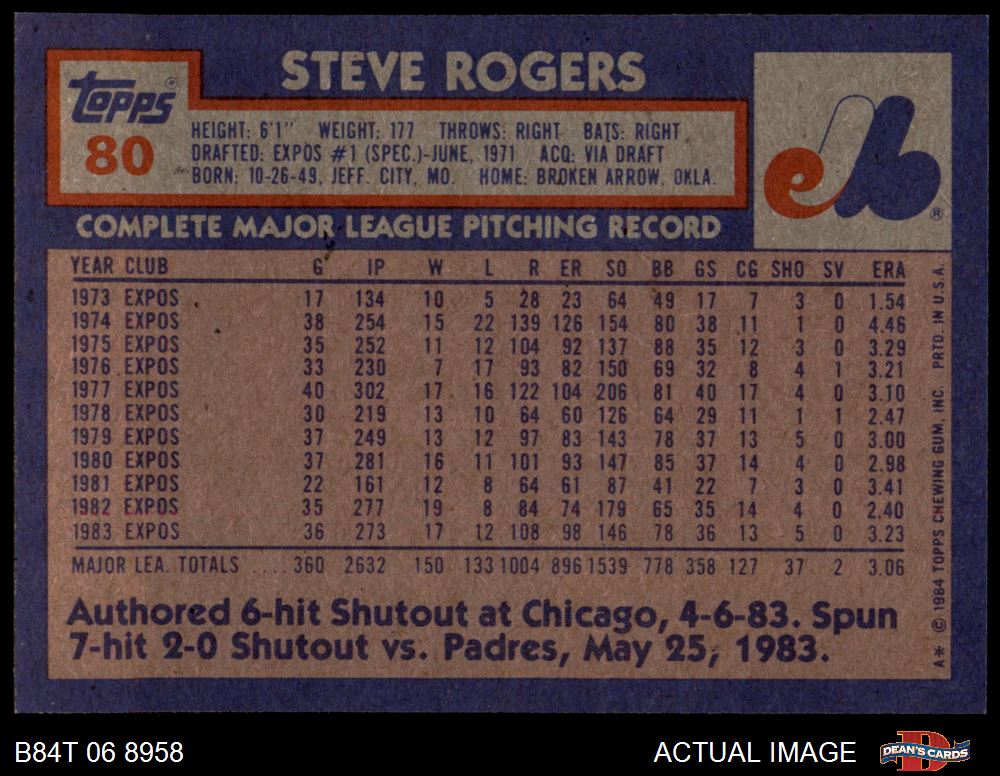 STEVE ROGERS
Topps®
80
HEIGHT: 6'1" WEIGHT: 177 THROWS: RIGHT BATS: RIGHT
DRAFTED: EXPOS #1 (SPEC.)-JUNE, 1971 ACQ: VIA DRAFT
BORN: 10-26-49, JEFF. CITY, MO. HOME: BROKEN ARROW, OKLA.
eb®
COMPLETE MAJOR LEAGUE PITCHING RECORD
YEAR CLUB G IP W L R ER SO BB GS CG SHO SV ERA
1973 EXPOS 17 134 10 5 28 23 64 49 17 7 3 0 1.54
1974 EXPOS 38 254 15 22 139 126 154 80 38 11 1 0 4.46
1975 EXPOS 35 252 11 12 104 92 137 88 35 12 3 0 3.29
1976 EXPOS 33 230 7 17 93 82 150 69 32 8 4 1 3.21
1977 EXPOS 40 302 17 16 122 104 206 81 40 17 4 0 3.10
1978 EXPOS 30 219 13 10 64 60 126 64 29 11 1 1 2.47
1979 EXPOS 37 249 13 12 97 83 143 78 37 13 5 0 3.00
1980 EXPOS 37 281 16 11 101 93 147 85 37 14 4 0 2.98
1981 EXPOS 22 161 12 8 64 61 87 41 22 7 3 0 3.41
1982 EXPOS 35 277 19 8 84 74 179 65 35 14 4 0 2.40
1983 EXPOS 36 273 17 12 108 98 146 78 36 13 5 0 3.23
MAJOR LEA. TOTALS .... 360 2632 150 133 1004 896 1539 778 358 127 37 2 3.06
Authored 6-hit Shutout at Chicago, 4-6-83. Spun
7-hit 2-0 Shutout vs. Padres, May 25, 1983.
A* © 1984 TOPPS CHEWING GUM, INC. PRTD. IN U.S.A.
B84T 06 8958
ACTUAL IMAGE
DEAN'S CARDS